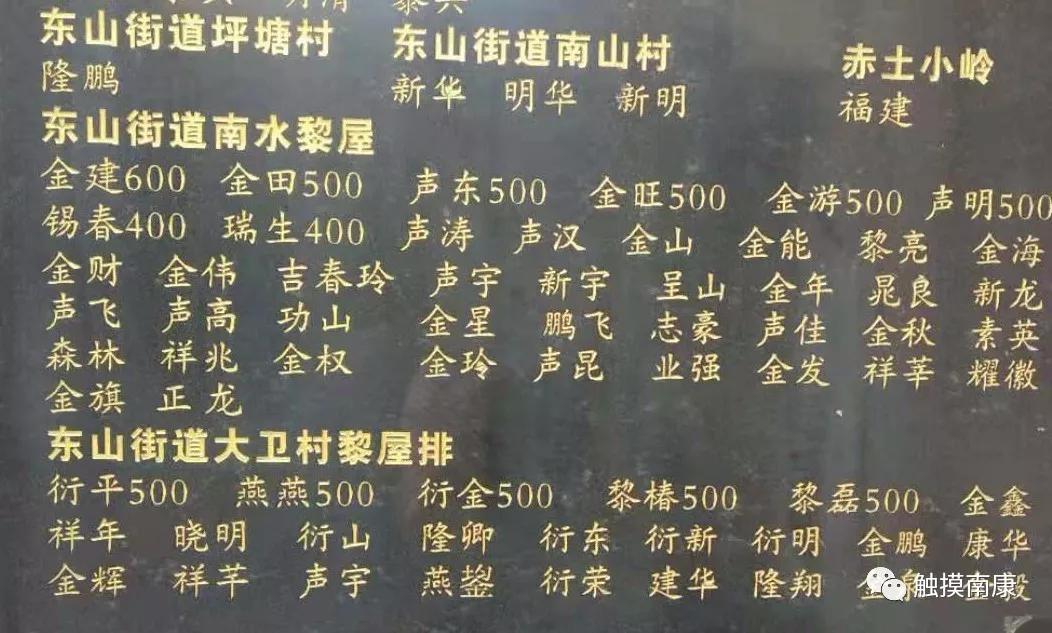 东山街道坪塘村 东山街道南山村 赤土小岭
隆鹏 新华 明华 新明 福建
东山街道南水黎屋
金建600 金田500 声东500 金旺500 金游500 声明500
锡春400 瑞生400 声涛 声汉 金山 金能 黎亮 金海
金财 金伟 吉春玲 声宇 新宇 呈山 金年 晁良 新龙
声飞 声高 功山 金星 鹏飞 志豪 声佳 金秋 素英
森林 祥兆 金权 金玲 声昆 业强 金发 祥莘 耀徽
金旗 正龙
东山街道大卫村黎屋排
衍平500 燕燕500 衍金500 黎椿500 黎磊500 金鑫
祥年 晓明 衍山 隆卿 衍东 衍新 衍明 金鹏 康华
金辉 祥芊 声宇 燕鋆 衍荣 建华 隆翔
触摸南康